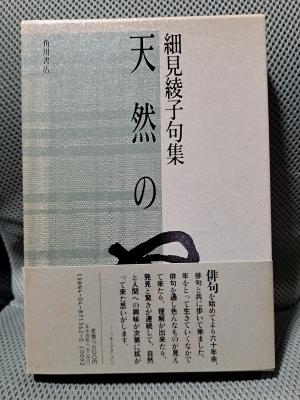 細見綾子句集
天然の
角川書店
俳句を始めてより六十年余、
俳句と共に歩いて来ました。
年をとって生きていくなかで
俳句を通し色んなものが見え
て来たり、理解が出来たり、
発見と驚きが連続して、自然
と人間への興味が次第に拡が
って来た思いがします。